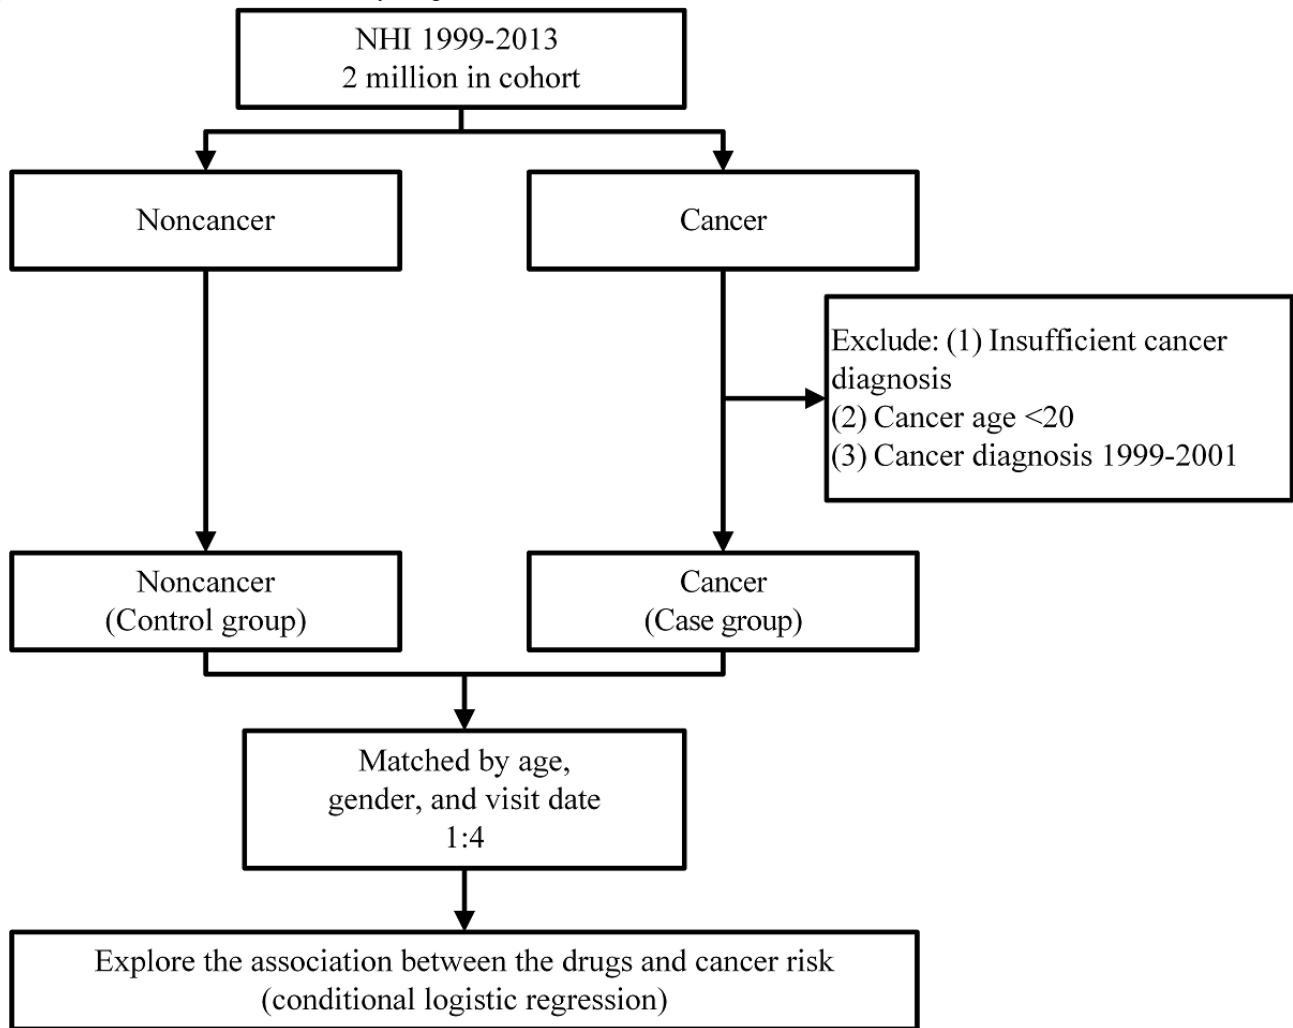 NHI 1999-2013
2 million in cohort
Noncancer
Cancer
Exclude: (1) Insufficient cancer
diagnosis
(2) Cancer age <20
(3) Cancer diagnosis 1999-2001
Noncancer
(Control group)
Cancer
(Case group)
Matched by age,
gender, and visit date
1:4
Explore the association between the drugs and cancer risk
(conditional logistic regression)